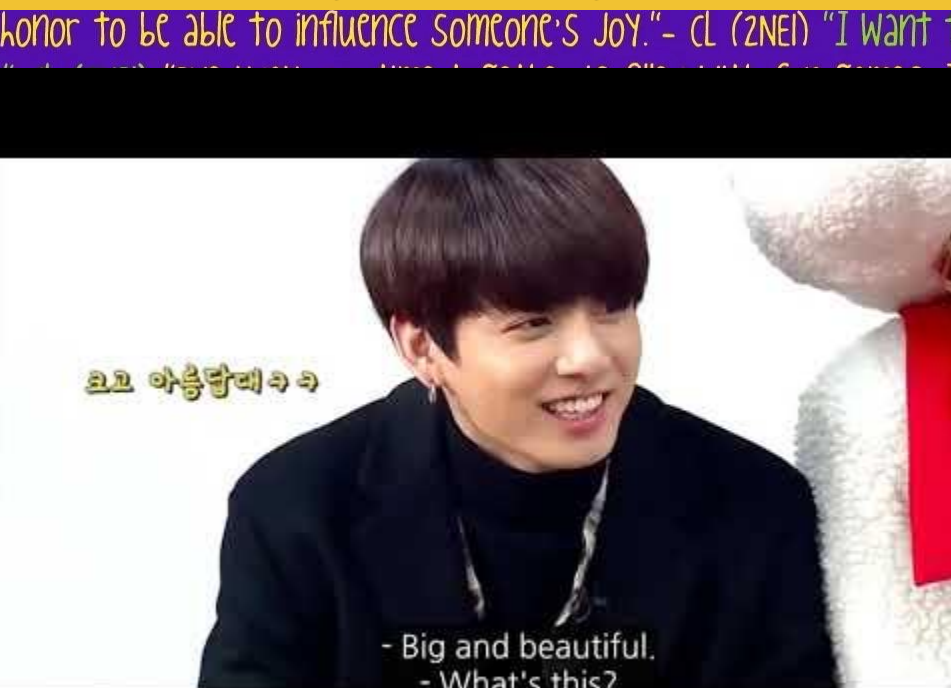 honor to be able to influence someone's joy."- CL (2NE1) "I want
크고 아름답대ㅋㅋ
- Big and beautiful.
- What's this?